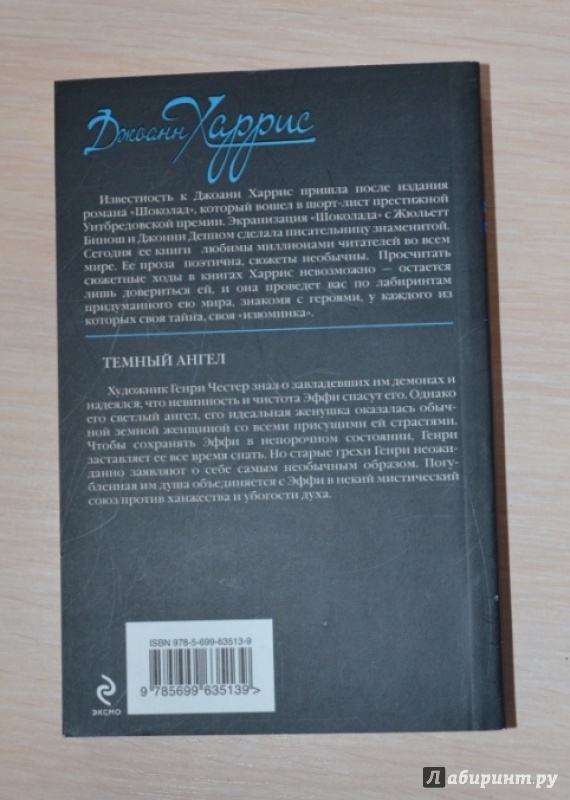 Джоанн Харрис
Известность к Джоанн Харрис пришла после издания
романа «Шоколад», который вошел в шорт-лист престижной
Уитбредовской премии. Экранизация «Шоколада» с Жюльетт
Бинош и Джонни Деппом сделала писательницу знаменитой.
Сегодня ее книги любимы миллионами читателей во всем
мире. Ее проза поэтична, сюжеты необычны. Просчитать
сюжетные ходы в книгах Харрис невозможно — остается
лишь довериться ей, и она проведет вас по лабиринтам
придуманного ею мира, знакомя с героями, у каждого из
которых своя тайна, своя «изюминка».
ТЕМНЫЙ АНГЕЛ
Художник Генри Честер знал о завладевших им демонах и
надеялся, что невинность и чистота Эффи спасут его. Однако
его светлый ангел, его идеальная женушка оказалась обыч-
ной земной женщиной со всеми присущими ей страстями.
Чтобы сохранять Эффи в непорочном состоянии, Генри
заставляет ее все время спать. Но старые грехи Генри неожи-
данно заявляют о себе самым необычным образом. Погу-
бленная им душа объединяется с Эффи в некий мистический
союз против ханжества и убогости духа.
ISBN 978-5-699-63513-9
9 785699 635139 >
ЭКСМО
Лабиринт.ру